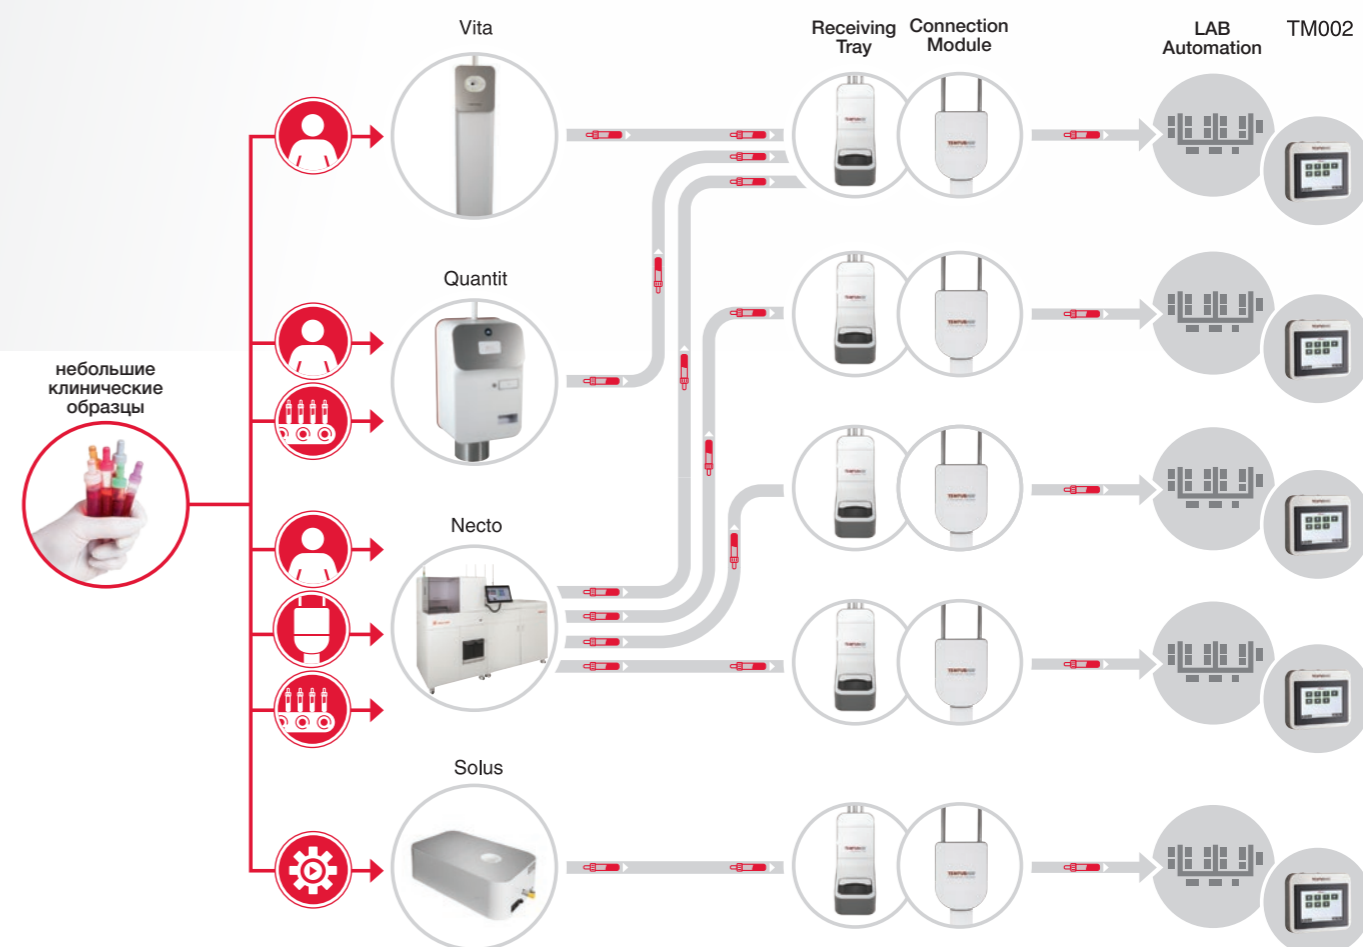 Vita
Receiving
Tray
Connection
Module
LAB
Automation
TM002
Quantit
небольшие
клинические
образцы
Necto
Solus